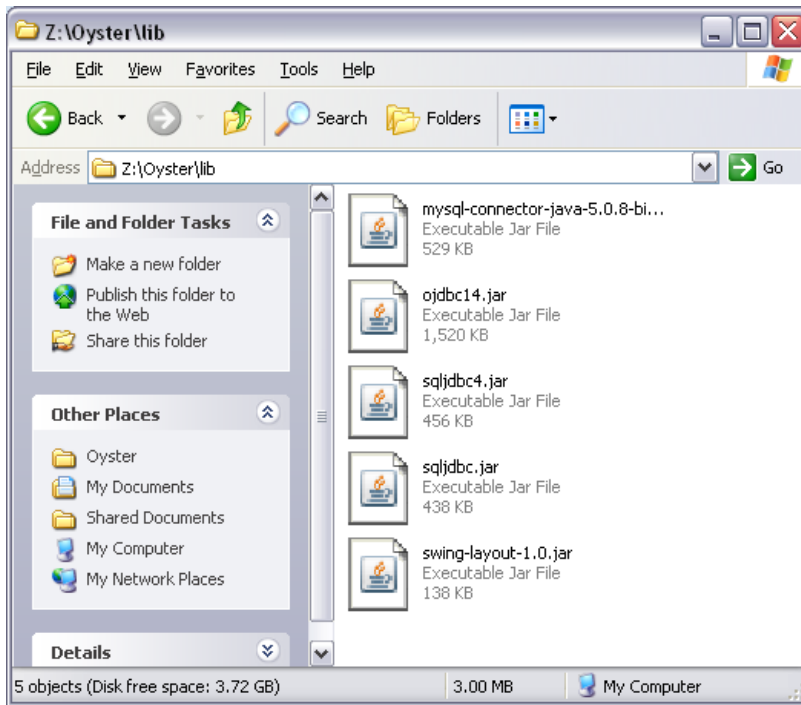 Z:\Oyster\lib
File Edit View Favorites Tools Help
Back Search Folders
Address Z:\Oyster\lib Go
File and Folder Tasks
Make a new folder
Publish this folder to
the Web
Share this folder
Other Places
Oyster
My Documents
Shared Documents
My Computer
My Network Places
Details
mysql-connector-java-5.0.8-bi...
Executable Jar File
529 KB
ojdbc14.jar
Executable Jar File
1,520 KB
sqljdbc4.jar
Executable Jar File
456 KB
sqljdbc.jar
Executable Jar File
438 KB
swing-layout-1.0.jar
Executable Jar File
138 KB
5 objects (Disk free space: 3.72 GB) 3.00 MB My Computer